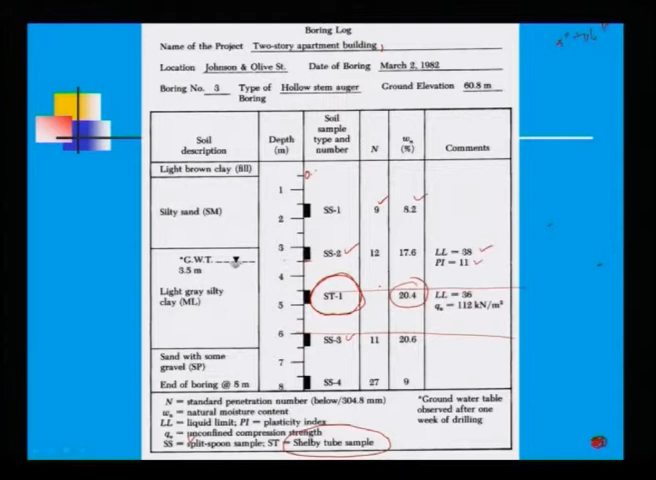 Boring Log
Name of the Project Two-story apartment building
Location Johnson & Olive St. Date of Boring March 2, 1982
Boring No. 3 Type of Boring Hollow stem auger Ground Elevation 60.8 m
Soil description Depth (m) Soil sample type and number N wn (%) Comments
Light brown clay (fill)
1
Silty sand (SM) 2 SS-1 9 8.2
3 SS-2 12 17.6 LL = 38
PI = 11
*G.W.T.
3.5 m
4
Light gray silty clay (ML) 5 ST-1 20.4 LL = 36
qu = 112 kN/m²
6 SS-3 11 20.6
Sand with some gravel (SP) 7
End of boring @ 8 m 8 SS-4 27 9
N = standard penetration number (below/304.8 mm)
wn = natural moisture content
LL = liquid limit; PI = plasticity index
qu = unconfined compression strength
SS = split-spoon sample; ST = Shelby tube sample
*Ground water table
observed after one
week of drilling